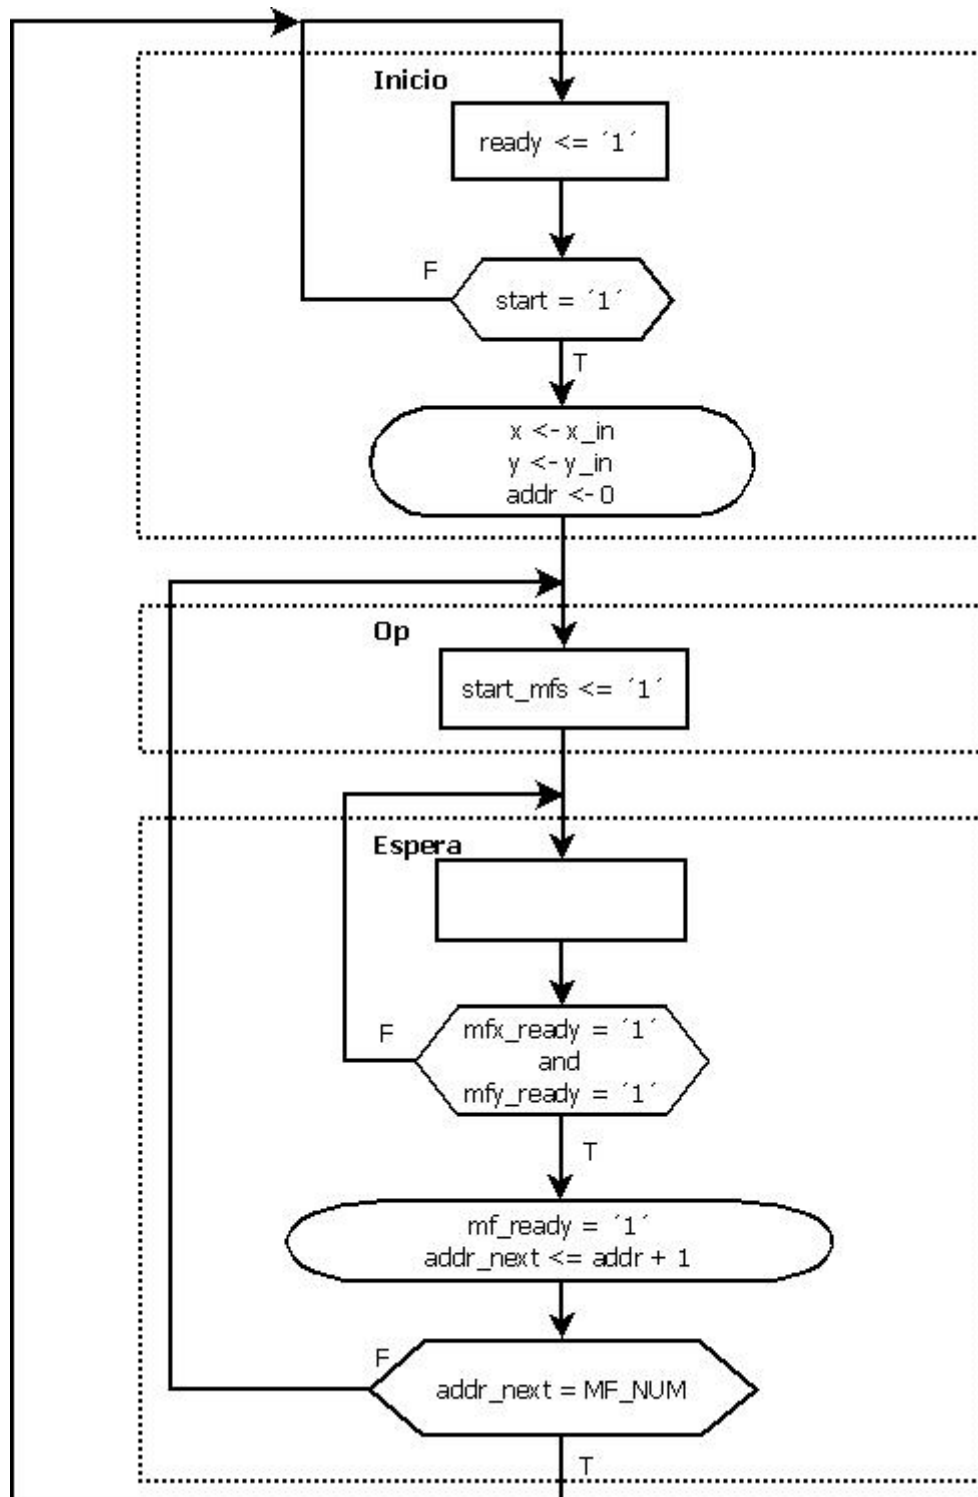 Inicio
ready <= ´1´
F
start = ´1´
T
x <- x_in
y <- y_in
addr <- 0
Op
start_mfs <= ´1´
Espera
F
mfx_ready = ´1´
and
mfy_ready = ´1´
T
mf_ready = ´1´
addr_next <= addr + 1
F
addr_next = MF_NUM
T